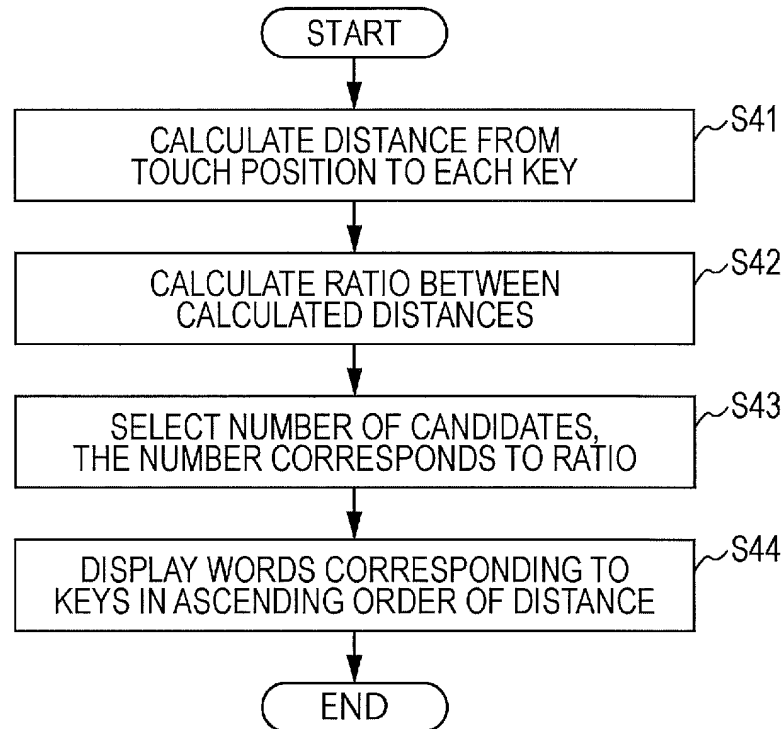 START
CALCULATE DISTANCE FROM
TOUCH POSITION TO EACH KEY
S41
CALCULATE RATIO BETWEEN
CALCULATED DISTANCES
S42
SELECT NUMBER OF CANDIDATES,
THE NUMBER CORRESPONDS TO RATIO
S43
DISPLAY WORDS CORRESPONDING TO
KEYS IN ASCENDING ORDER OF DISTANCE
S44
END